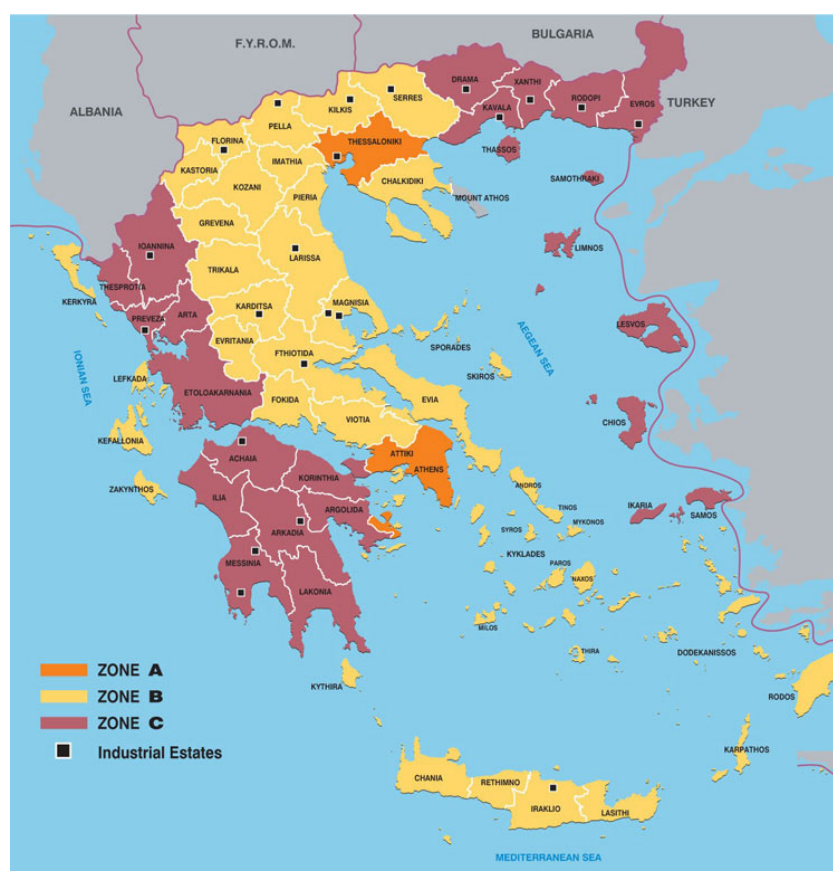 BULGARIA
F.Y.R.O.M.
ALBANIA
TURKEY
DRAMA
XANTHI
RODOPI
EVROS
KAVALA
SERRES
KILKIS
PELLA
THESSALONIKI
FLORINA
IMATHIA
KASTORIA
KOZANI
PIERIA
CHALKIDIKI
MOUNT ATHOS
THASSOS
SAMOTHRAKI
GREVENA
IOANNINA
LARISSA
LIMNOS
TRIKALA
THESPROTIA
KERKYRA
PREVEZA
ARTA
KARDITSA
MAGNISIA
LESVOS
AEGEAN SEA
IONIAN SEA
EVRITANIA
SPORADES
FTHIOTIDA
SKIROS
LEFKADA
ETOLOAKARNANIA
FOKIDA
EVIA
VIOTIA
CHIOS
KEFALLONIA
ACHAIA
ATTIKI
ATHENS
ZAKYNTHOS
ILIA
KORINTHIA
ARGOLIDA
ANDROS
TINOS
MYKONOS
IKARIA
SAMOS
ARKADIA
SYROS
KYKLADES
MESSINIA
PAROS
NAXOS
LAKONIA
MILOS
THIRA
DODEKANISSOS
KYTHIRA
RODOS
KARPATHOS
ZONE A
ZONE B
ZONE C
Industrial Estates
CHANIA
RETHIMNO
IRAKLIO
LASITHI
MEDITERRANEAN SEA